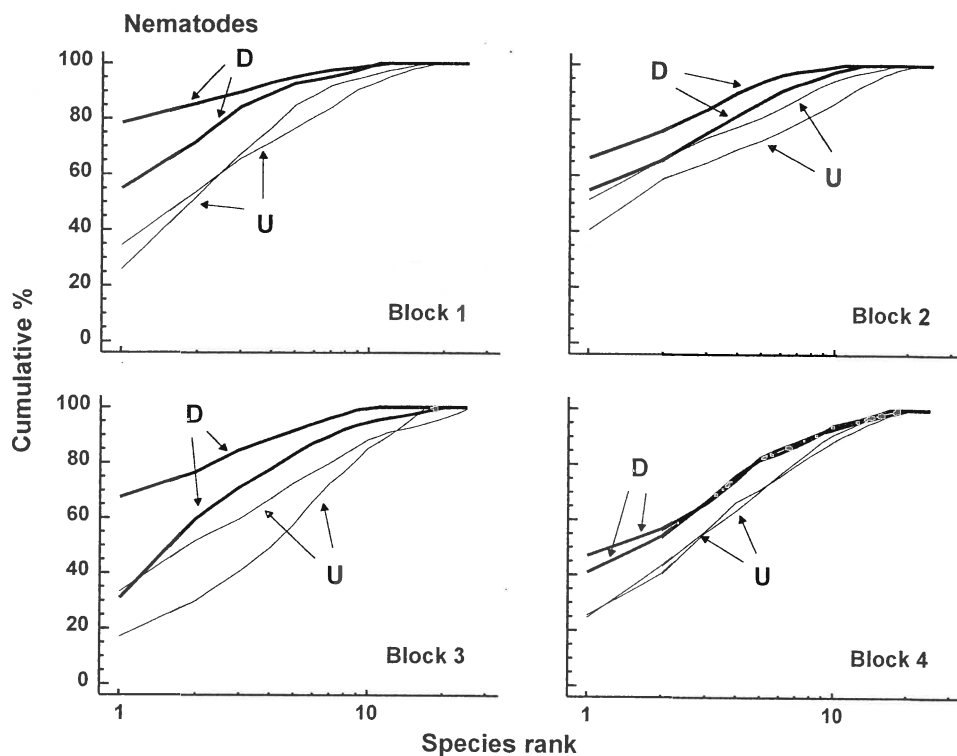 Nematodes
100
80
60
40
20
0
D
U
Block 1
D
U
Block 2
Cumulative %
100
80
60
40
20
0
D
U
Block 3
1
10
D
U
Block 4
1
10
Species rank